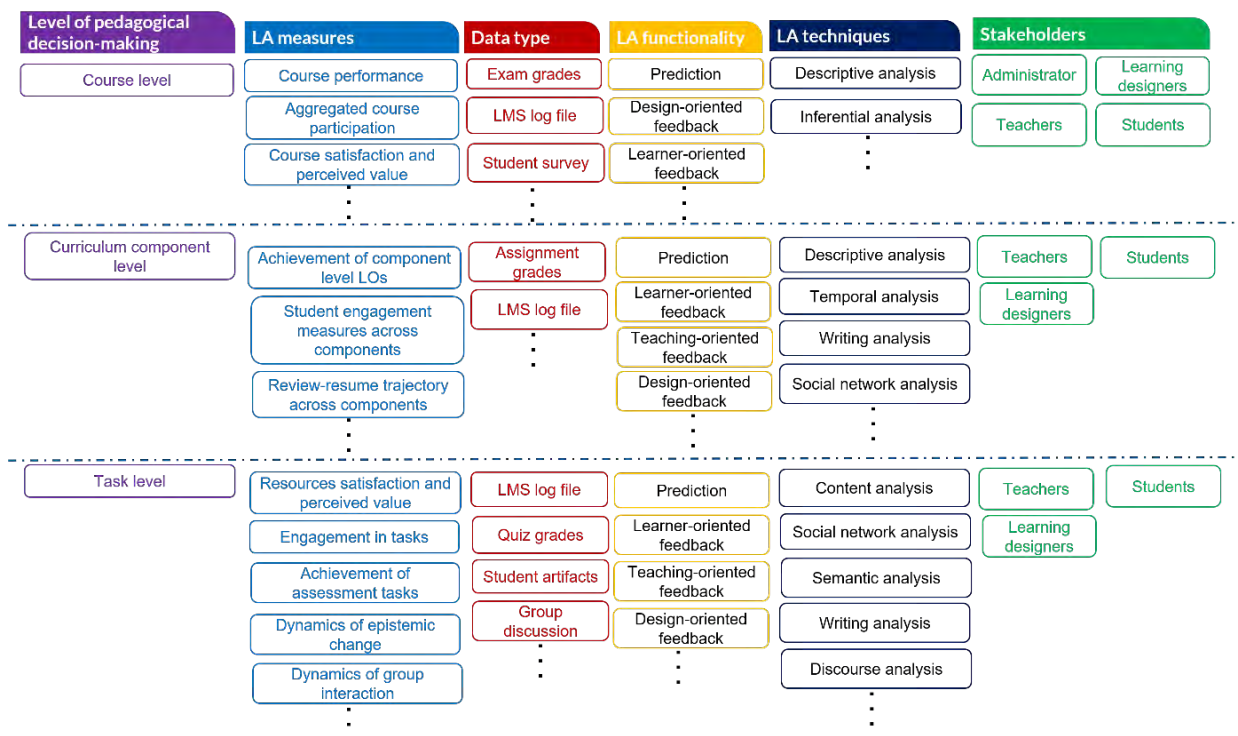 Level of pedagogical
decision-making
LA measures
Data type
LA functionality
LA techniques
Stakeholders
Course level
Course performance
Aggregated course
participation
Course satisfaction and
perceived value
Exam grades
LMS log file
Student survey
Prediction
Design-oriented
feedback
Learner-oriented
feedback
Descriptive analysis
Inferential analysis
Administrator
Learning
designers
Teachers
Students
Curriculum component
level
Achievement of component
level LOs
Student engagement
measures across
components
Review-resume trajectory
across components
Assignment
grades
LMS log file
Prediction
Learner-oriented
feedback
Teaching-oriented
feedback
Design-oriented
feedback
Descriptive analysis
Temporal analysis
Writing analysis
Social network analysis
Teachers
Students
Learning
designers
Task level
Resources satisfaction and
perceived value
Engagement in tasks
Achievement of
assessment tasks
Dynamics of epistemic
change
Dynamics of group
interaction
LMS log file
Quiz grades
Student artifacts
Group
discussion
Prediction
Learner-oriented
feedback
Teaching-oriented
feedback
Design-oriented
feedback
Content analysis
Social network analysis
Semantic analysis
Writing analysis
Discourse analysis
Teachers
Students
Learning
designers